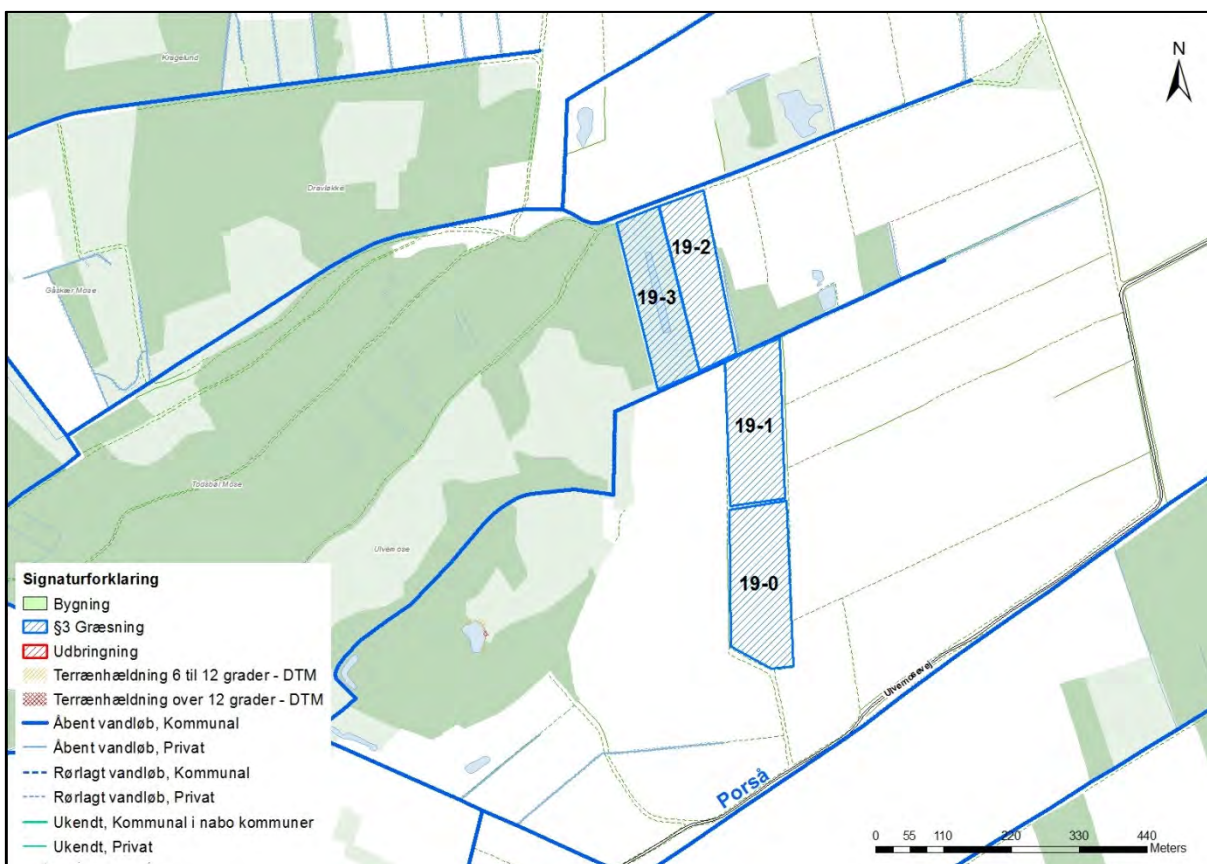 Kragelund
N
Drøvløkke
19-2
19-3
Gåskær Mose
19-1
Todsbøl Mose
Ulvemose
19-0
Ulvemosevej
Porså
Signaturforklaring
Bygning
§3 Græsning
Udbringning
Terrænhældning 6 til 12 grader - DTM
Terrænhældning over 12 grader - DTM
Åbent vandløb, Kommunal
Åbent vandløb, Privat
Rørlagt vandløb, Kommunal
Rørlagt vandløb, Privat
Ukendt, Kommunal i nabo kommuner
Ukendt, Privat
0 55 110 220 330 440
Meters